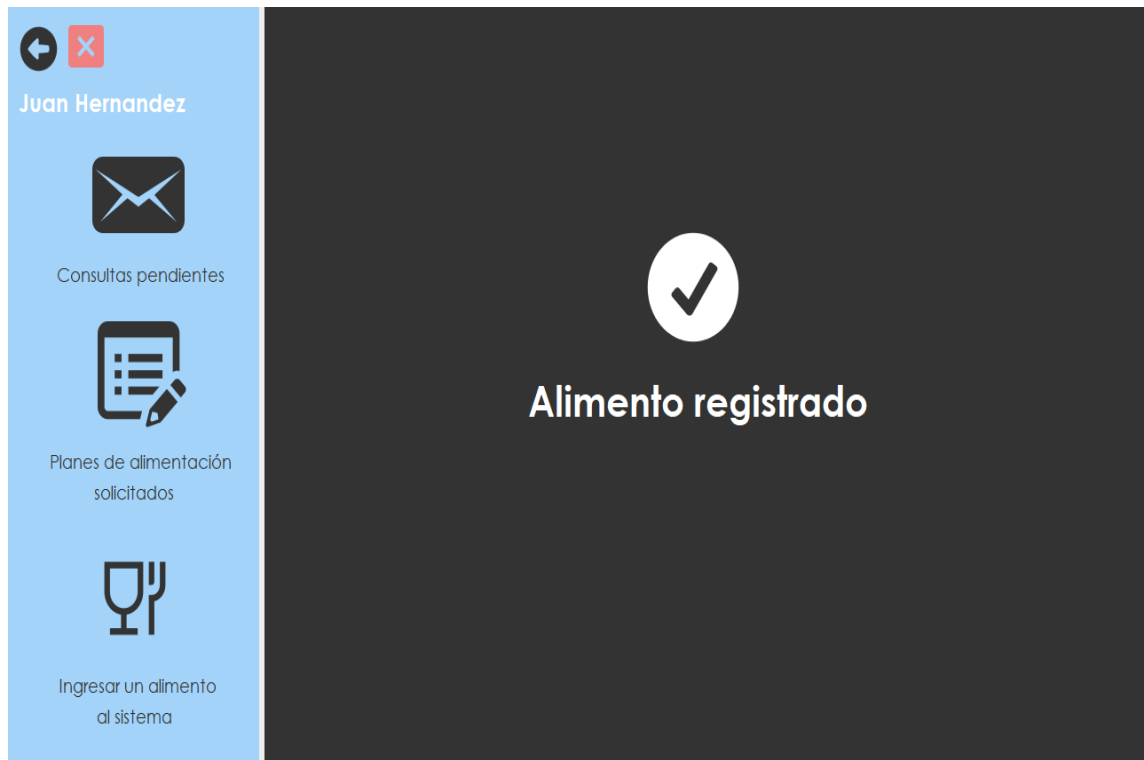 Juan Hernandez
Consultas pendientes
Planes de alimentación
solicitados
Ingresar un alimento
al sistema
Alimento registrado